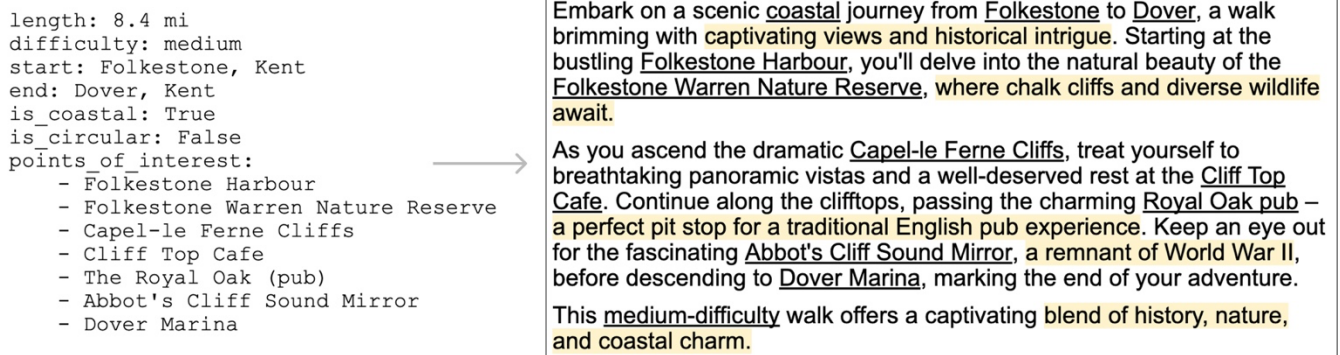 length: 8.4 mi
difficulty: medium
start: Folkestone, Kent
end: Dover, Kent
is_coastal: True
is_circular: False
points_of_interest:
- Folkestone Harbour
- Folkestone Warren Nature Reserve
- Capel-le Ferne Cliffs
- Cliff Top Cafe
- The Royal Oak (pub)
- Abbot's Cliff Sound Mirror
- Dover Marina
Embark on a scenic coastal journey from Folkestone to Dover, a walk
brimming with captivating views and historical intrigue. Starting at the
bustling Folkestone Harbour, you'll delve into the natural beauty of the
Folkestone Warren Nature Reserve, where chalk cliffs and diverse wildlife
await.
As you ascend the dramatic Capel-le Ferne Cliffs, treat yourself to
breathtaking panoramic vistas and a well-deserved rest at the Cliff Top
Cafe. Continue along the clifftops, passing the charming Royal Oak pub –
a perfect pit stop for a traditional English pub experience. Keep an eye out
for the fascinating Abbot's Cliff Sound Mirror, a remnant of World War II,
before descending to Dover Marina, marking the end of your adventure.
This medium-difficulty walk offers a captivating blend of history, nature,
and coastal charm.